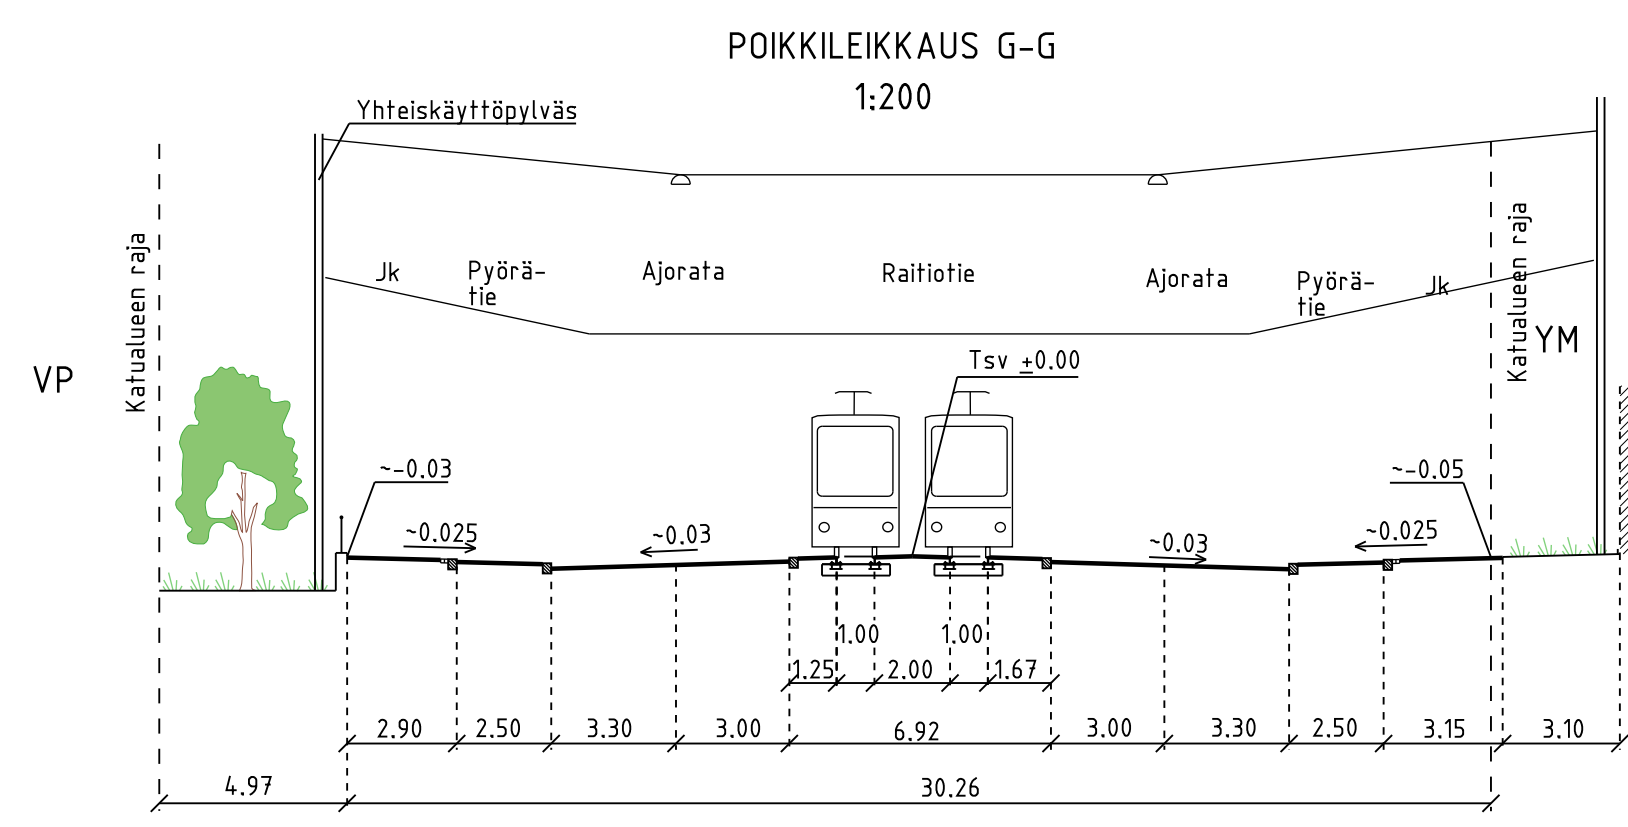 POIKKILEIKKAUS G-G
1:200
Yhteiskäyttöpylväs
Katualueen raja
Katualueen raja
Jk
Pyörä-
tie
Ajorata
Raitiotie
Ajorata
Pyörä-
tie
Jk
VP
YM
Tsv ±0.00
~-0.03
~-0.05
~0.025
~0.03
~0.03
~0.025
1.00
1.00
1.25
2.00
1.67
2.90
2.50
3.30
3.00
6.92
3.00
3.30
2.50
3.15
3.10
4.97
30.26